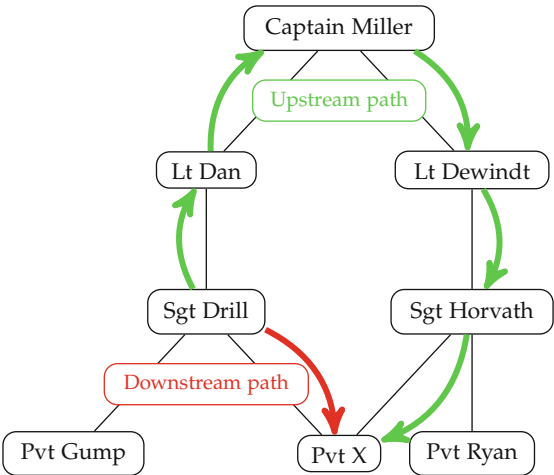 Captain Miller
Upstream path
Lt Dan
Lt Dewindt
Sgt Drill
Sgt Horvath
Downstream path
Pvt Gump
Pvt X
Pvt Ryan